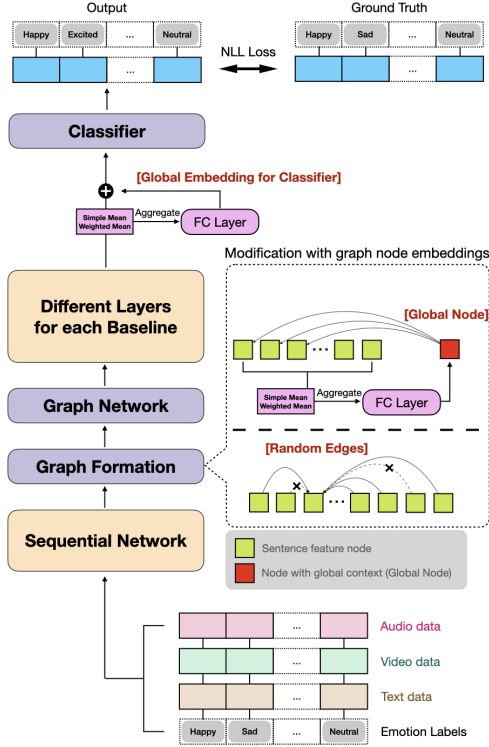 Output
Ground Truth
Happy Excited ... Neutral
Happy Sad ... Neutral
...
NLL Loss
...
Classifier
[Global Embedding for Classifier]
Simple Mean
Weighted Mean
Aggregate
FC Layer
Modification with graph node embeddings
Different Layers
for each Baseline
[Global Node]
...
Simple Mean
Weighted Mean
Aggregate
FC Layer
Graph Network
[Random Edges]
Graph Formation
...
Sequential Network
Sentence feature node
Node with global context (Global Node)
... Audio data
... Video data
... Text data
Happy Sad ... Neutral Emotion Labels